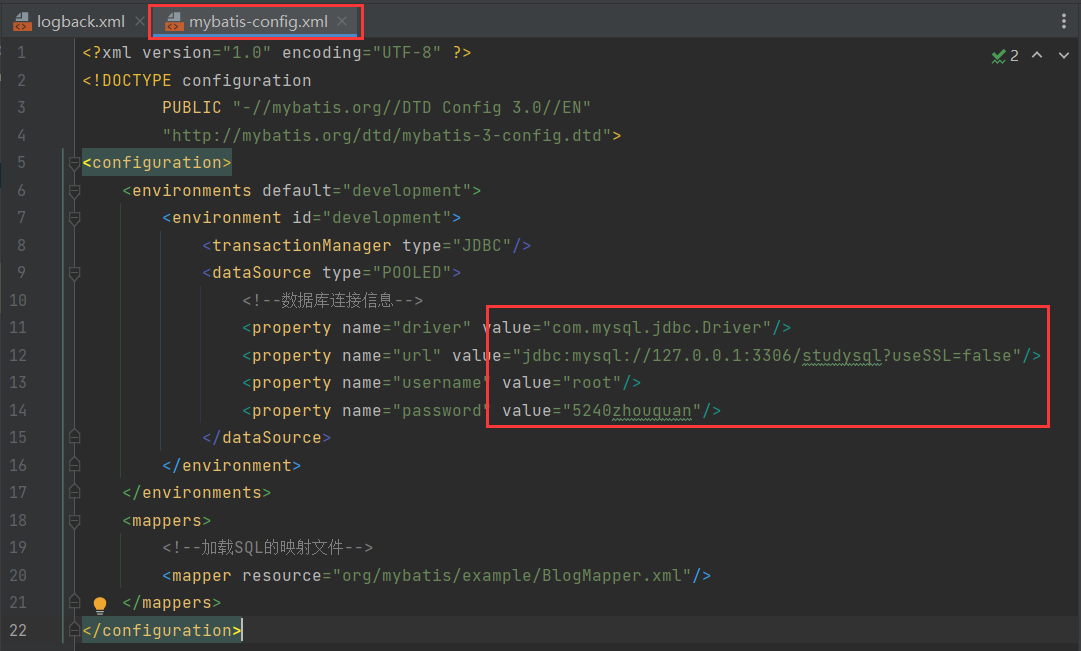 logback.xml mybatis-config.xml
1 <?xml version="1.0" encoding="UTF-8" ?> 2
2 <!DOCTYPE configuration
3 PUBLIC "-//mybatis.org//DTD Config 3.0//EN"
4 "http://mybatis.org/dtd/mybatis-3-config.dtd">
5 <configuration>
6 <environments default="development">
7 <environment id="development">
8 <transactionManager type="JDBC"/>
9 <dataSource type="POOLED">
10 <!--数据库连接信息-->
11 <property name="driver" value="com.mysql.jdbc.Driver"/>
12 <property name="url" value="jdbc:mysql://127.0.0.1:3306/studysql?useSSL=false"/>
13 <property name="username" value="root"/>
14 <property name="password" value="5240zhouquan"/>
15 </dataSource>
16 </environment>
17 </environments>
18 <mappers>
19 <!--加载SQL的映射文件-->
20 <mapper resource="org/mybatis/example/BlogMapper.xml"/>
21 </mappers>
22 </configuration>